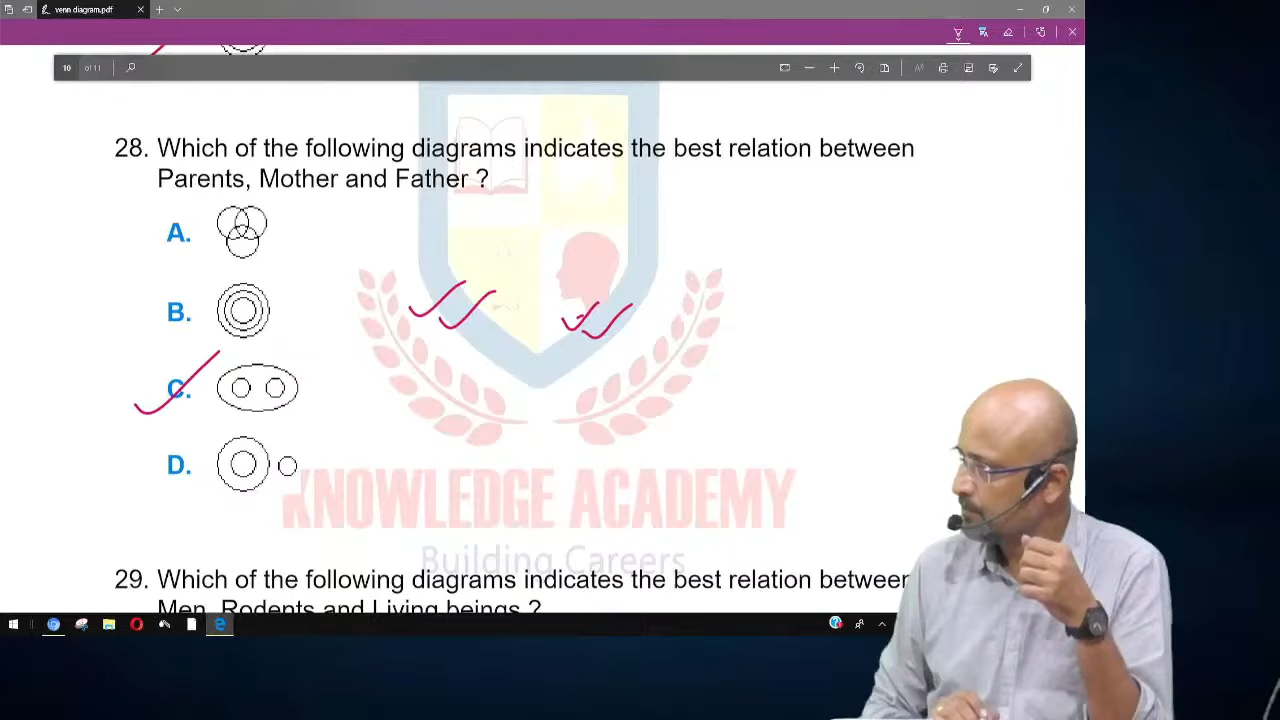 venn diagram.pdf
10 of 11
28. Which of the following diagrams indicates the best relation between
Parents, Mother and Father ?
A.
B.
C.
D.
KNOWLEDGE ACADEMY
Building Careers
29. Which of the following diagrams indicates the best relation between
Men, Rodents and Living beings ?